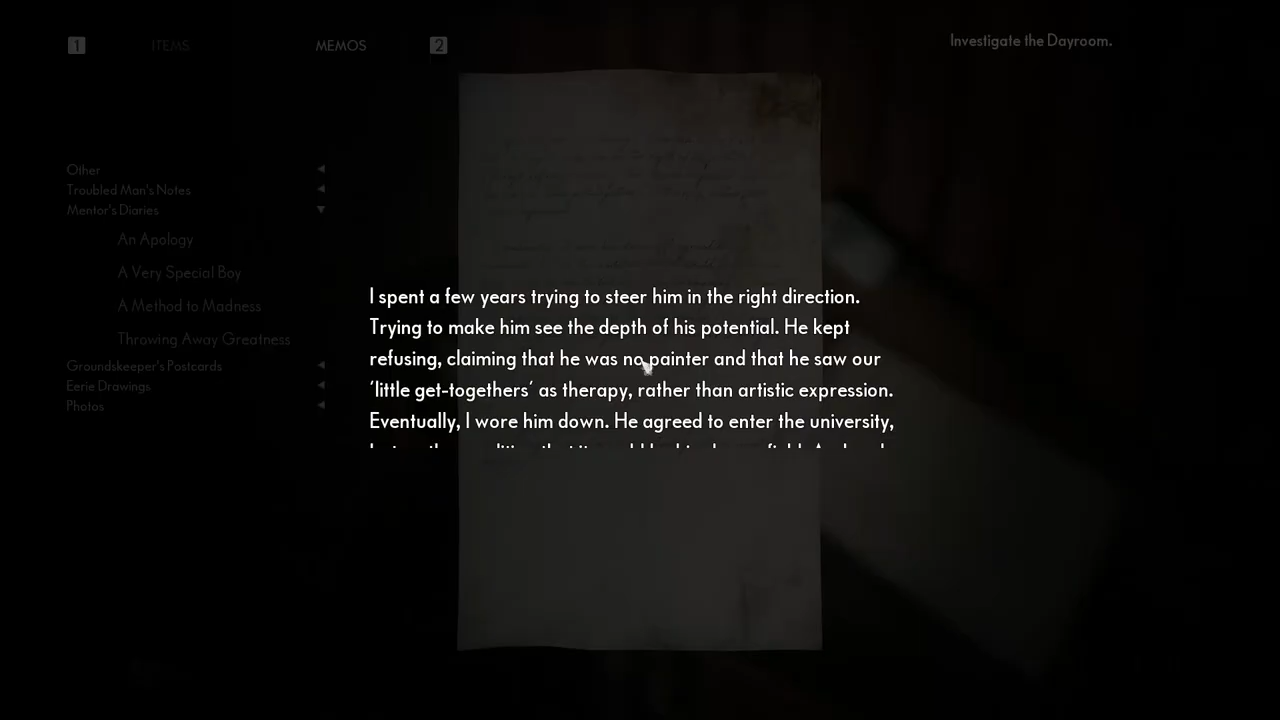 1 ITEMS MEMOS 2
Investigate the Dayroom.
Other
Troubled Man's Notes
Mentor's Diaries
An Apology
A Very Special Boy
A Method to Madness
Throwing Away Greatness
Groundskeeper's Postcards
Eerie Drawings
Photos
I spent a few years trying to steer him in the right direction.
Trying to make him see the depth of his potential. He kept
refusing, claiming that he was no painter and that he saw our
'little get-togethers' as therapy, rather than artistic expression.
Eventually, I wore him down. He agreed to enter the university,